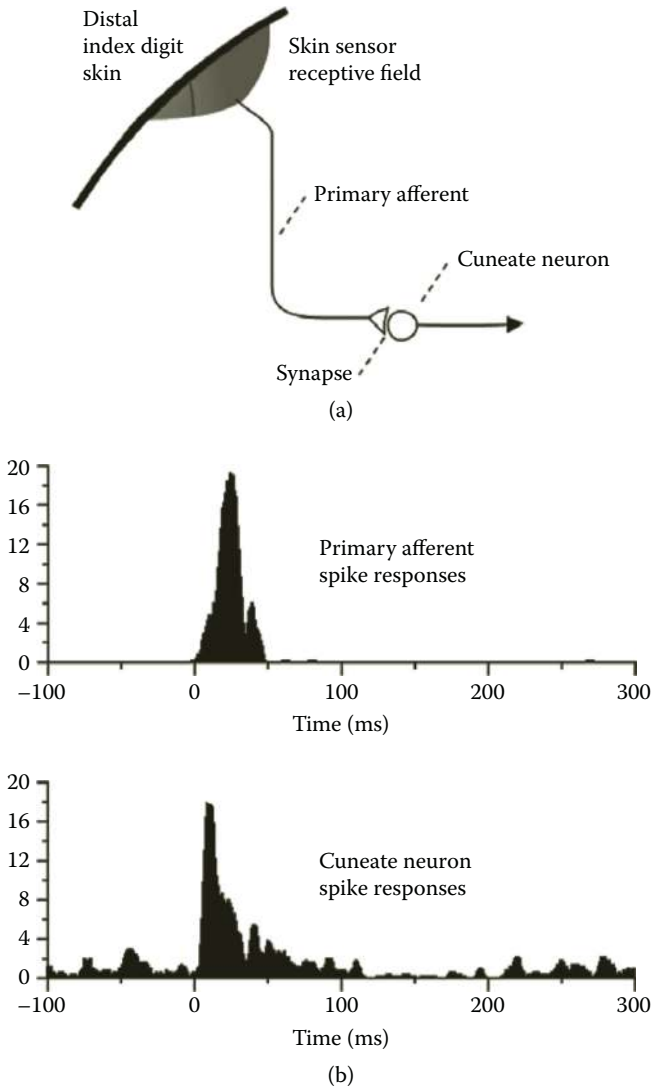 Distal
index digit
skin
Skin sensor
receptive field
Primary afferent
Cuneate neuron
Synapse
(a)
20
16
12
8
4
0
Primary afferent
spike responses
–100
0
100
200
300
Time (ms)
20
16
12
8
4
0
Cuneate neuron
spike responses
–100
0
100
200
300
Time (ms)
(b)